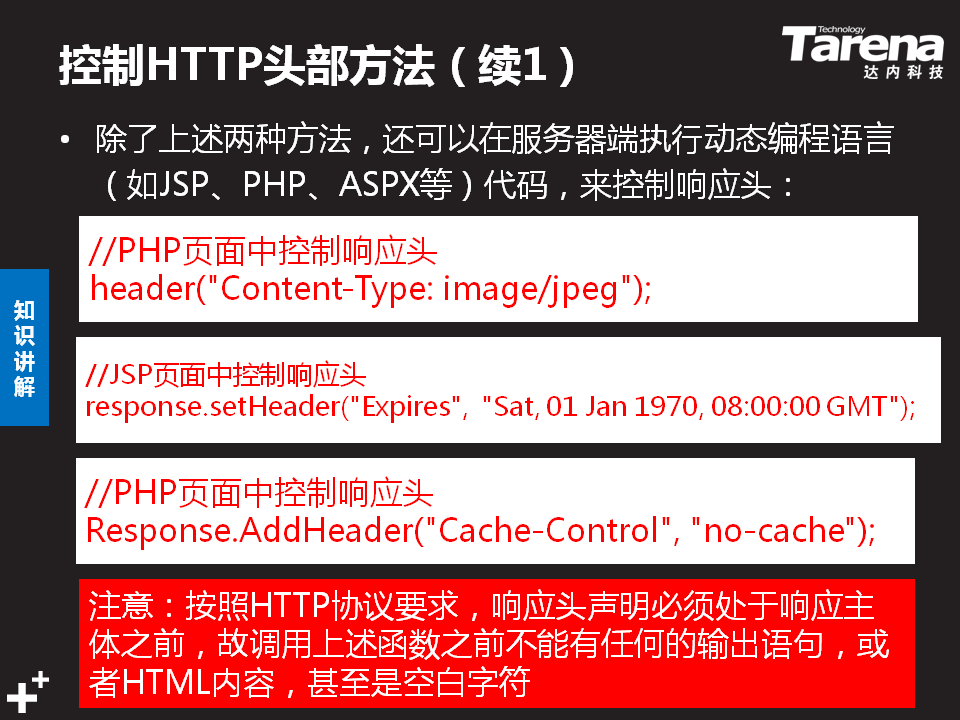 控制HTTP头部方法（续1）
Technology
Tarena
达内科技
• 除了上述两种方法，还可以在服务器端执行动态编程语言
（如JSP、PHP、ASPX等）代码，来控制响应头：
//PHP页面中控制响应头
header("Content-Type: image/jpeg");
知识讲解
//JSP页面中控制响应头
response.setHeader("Expires", "Sat, 01 Jan 1970, 08:00:00 GMT");
//PHP页面中控制响应头
Response.AddHeader("Cache-Control", "no-cache");
注意：按照HTTP协议要求，响应头声明必须处于响应主
体之前，故调用上述函数之前不能有任何的输出语句，或
者HTML内容，甚至是空白字符